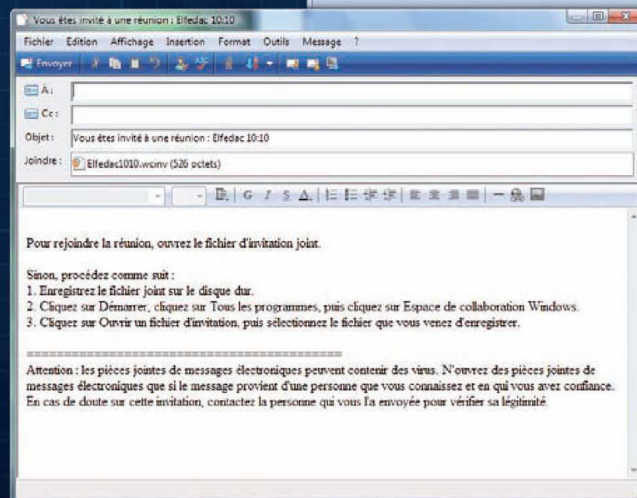 Vous êtes invité à une réunion : Elfedac 10:10
Fichier Edition Affichage Insertion Format Outils Message ?
Envoyer
À :
Cc :
Objet : Vous êtes invité à une réunion : Elfedac 10:10
Joindre : Elfedac1010.wcinv (526 octets)
G I S A
Pour rejoindre la réunion, ouvrez le fichier d'invitation joint.
Sinon, procédez comme suit :
1. Enregistrez le fichier joint sur le disque dur.
2. Cliquez sur Démarrer, cliquez sur Tous les programmes, puis cliquez sur Espace de collaboration Windows.
3. Cliquez sur Ouvrir un fichier d'invitation, puis sélectionnez le fichier que vous venez d'enregistrer.
==========================================
Attention : les pièces jointes de messages électroniques peuvent contenir des virus. N'ouvrez des pièces jointes de
messages électroniques que si le message provient d'une personne que vous connaissez et en qui vous avez confiance.
En cas de doute sur cette invitation, contactez la personne qui vous l'a envoyée pour vérifier sa légitimité.